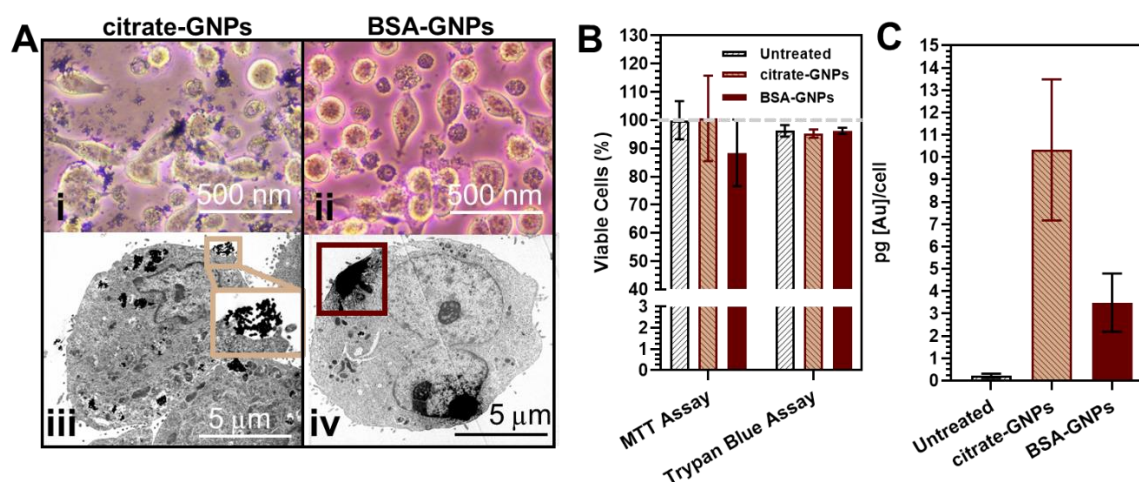 A
citrate-GNPs
BSA-GNPs
i
500 nm
ii
500 nm
iii
5 μm
iv
5 μm
B
Viable Cells (%)
130
120
110
100
90
80
70
60
50
40
3
2
1
0
Untreated
citrate-GNPs
BSA-GNPs
MTT Assay
Trypan Blue Assay
C
pg [Au]/cell
15
14
13
12
11
10
9
8
7
6
5
4
3
2
1
0
Untreated
citrate-GNPs
BSA-GNPs